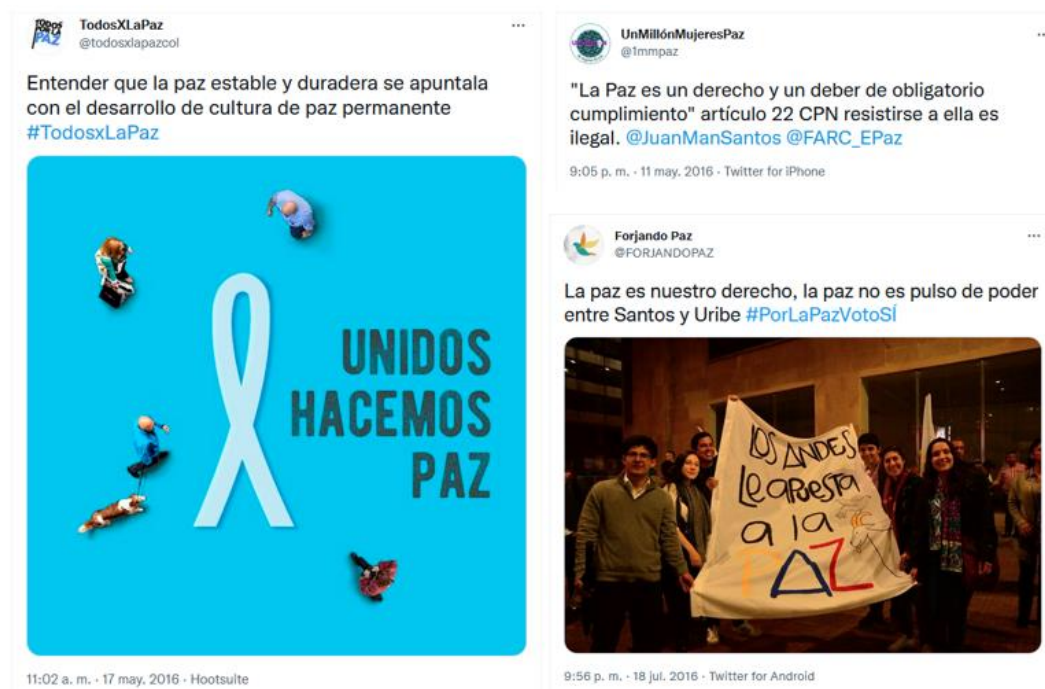 TODOS POR LA PAZ
TodosXLaPaz
@todosxlapazcol
Entender que la paz estable y duradera se apuntala
con el desarrollo de cultura de paz permanente
#TodosxLaPaz
UNIDOS
HACEMOS
PAZ
11:02 a. m. · 17 may. 2016 · Hootsuite
UnMillónMujeresPaz
@1mmpaz
"La Paz es un derecho y un deber de obligatorio
cumplimiento" artículo 22 CPN resistirse a ella es
ilegal. @JuanManSantos @FARC_EPaz
9:05 p. m. · 11 may. 2016 · Twitter for iPhone
Forjando Paz
@FORJANDOPAZ
La paz es nuestro derecho, la paz no es pulso de poder
entre Santos y Uribe #PorLaPazVotoSÍ
LOS ANDES
Le apuesta
a la
PAZ
9:56 p. m. · 18 jul. 2016 · Twitter for Android